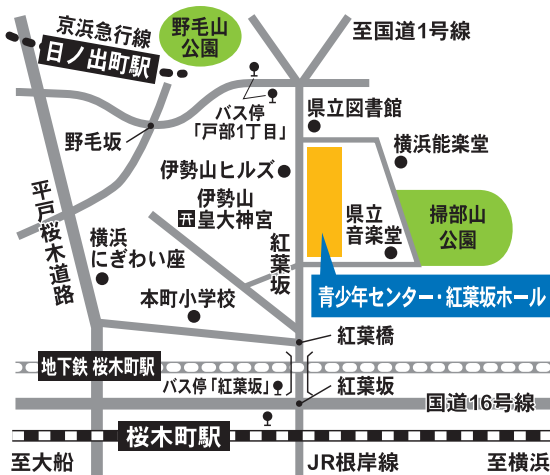 京浜急行線
日ノ出町駅
野毛山
公園
至国道1号線
バス停
「戸部1丁目」
県立図書館
野毛坂
横浜能楽堂
伊勢山ヒルズ
伊勢山
皇大神宮
平戸桜木道路
紅葉坂
県立
音楽堂
掃部山
公園
横浜
にぎわい座
青少年センター・紅葉坂ホール
本町小学校
紅葉橋
地下鉄 桜木町駅
バス停「紅葉坂」
紅葉坂
国道16号線
桜木町駅
至大船
JR根岸線
至横浜